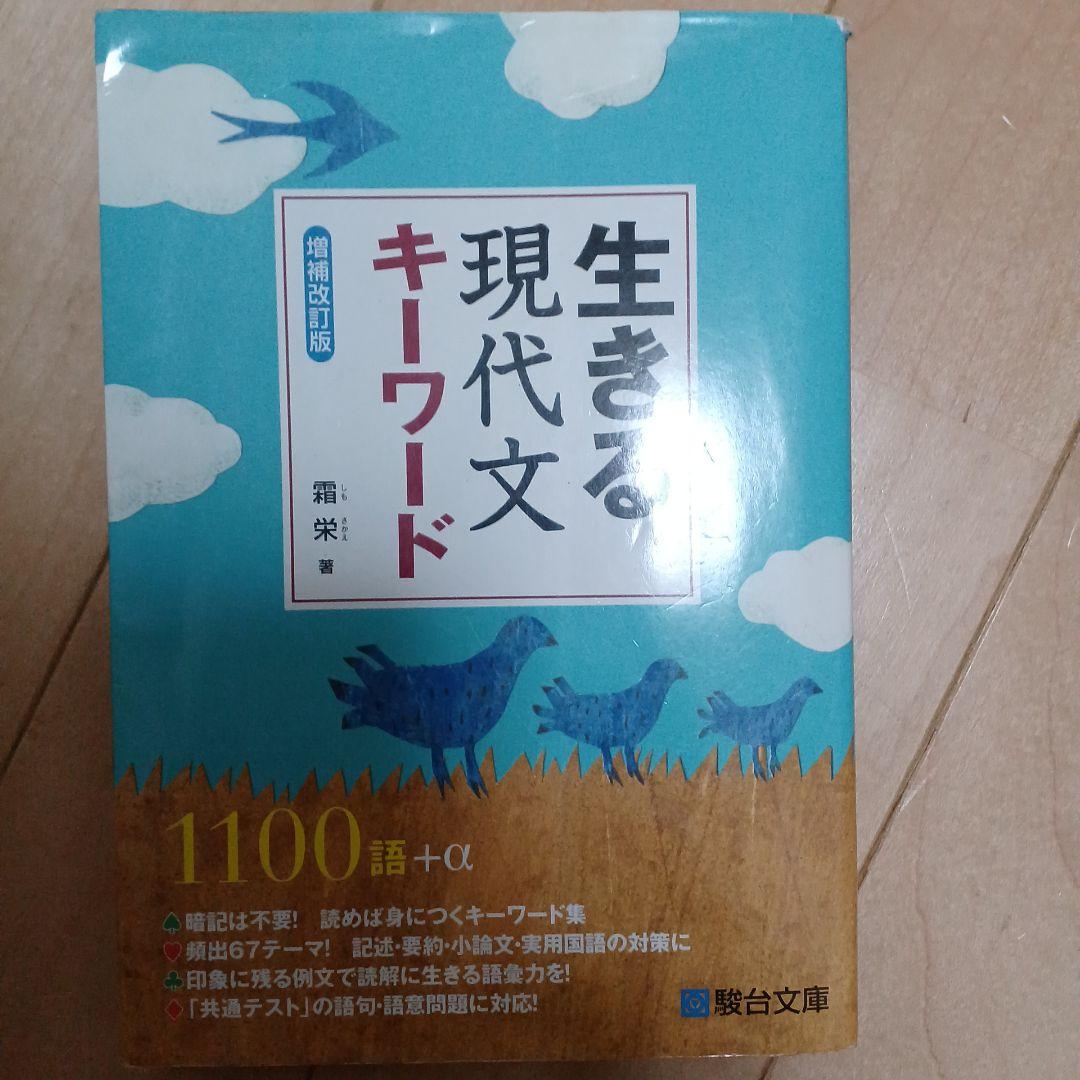 生きる
現代文
キーワード
増補改訂版
霜 栄 著
しも さかえ
1100語+α
♠暗記は不要! 読めば身につくキーワード集
♥頻出67テーマ! 記述・要約・小論文・実用国語の対策に
♣印象に残る例文で読解に生きる語彙力を!
♦「共通テスト」の語句・語意問題に対応!
駿台文庫